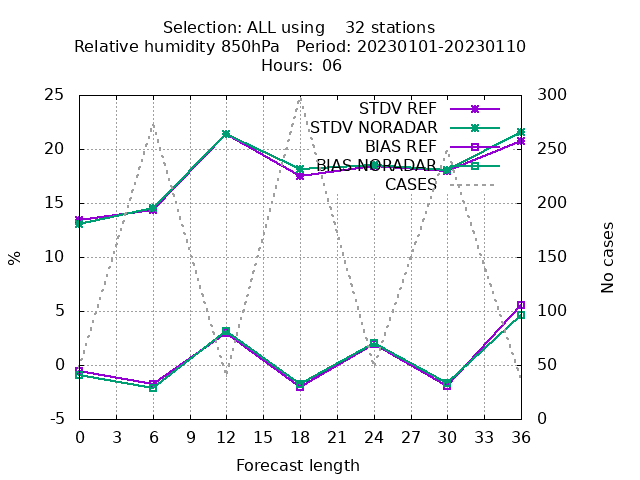 Selection: ALL using    32 stations
Relative humidity 850hPa   Period: 20230101-20230110
Hours: 06
STDV REF
STDV NORADAR
BIAS REF
BIAS NORADAR
CASES
25
20
15
10
5
0
-5
%
300
250
200
150
100
50
0
No cases
0 3 6 9 12 15 18 21 24 27 30 33 36
Forecast length